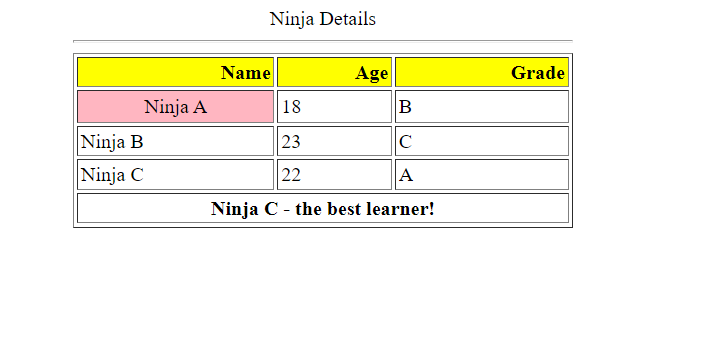 Ninja Details
Name Age Grade
Ninja A 18 B
Ninja B 23 C
Ninja C 22 A
Ninja C - the best learner!